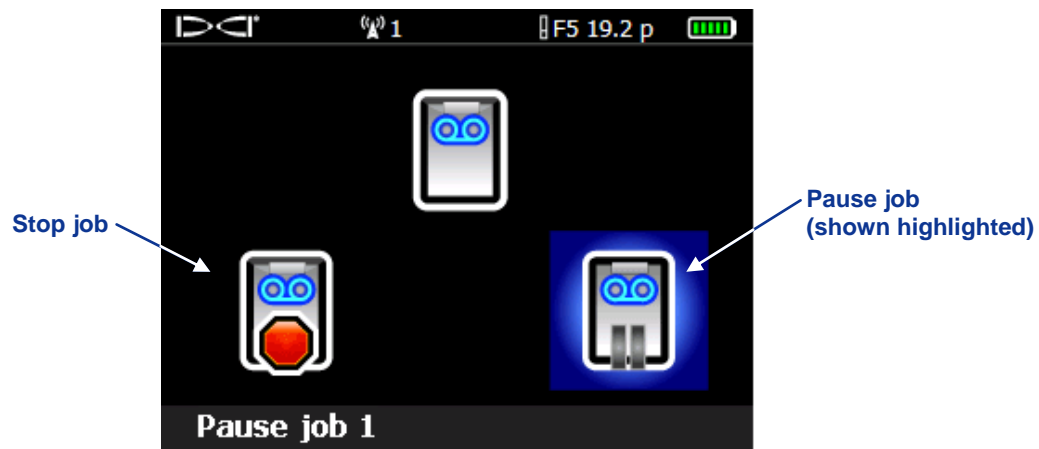 DCI
1
F5 19.2 p
Stop job
Pause job
(shown highlighted)
Pause job 1